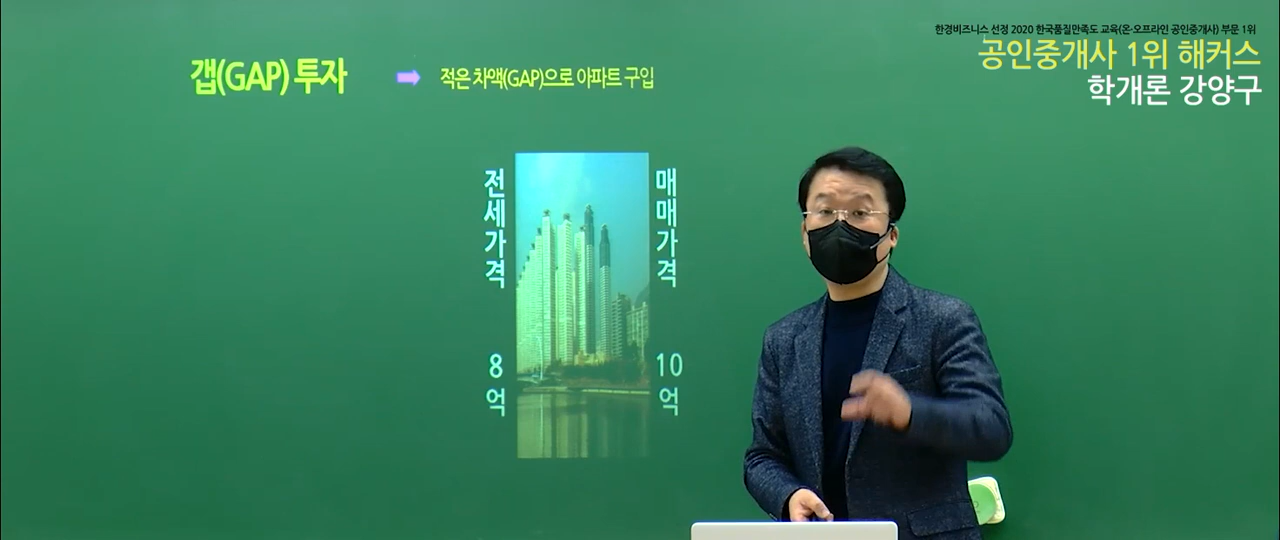 한경비즈니스 선정 2020 한국품질만족도 교육(온·오프라인 공인중개사) 부문 1위
공인중개사 1위 해커스
학개론 강양구
갭(GAP) 투자
적은 차액(GAP)으로 아파트 구입
전세가격
8억
매매가격
10억